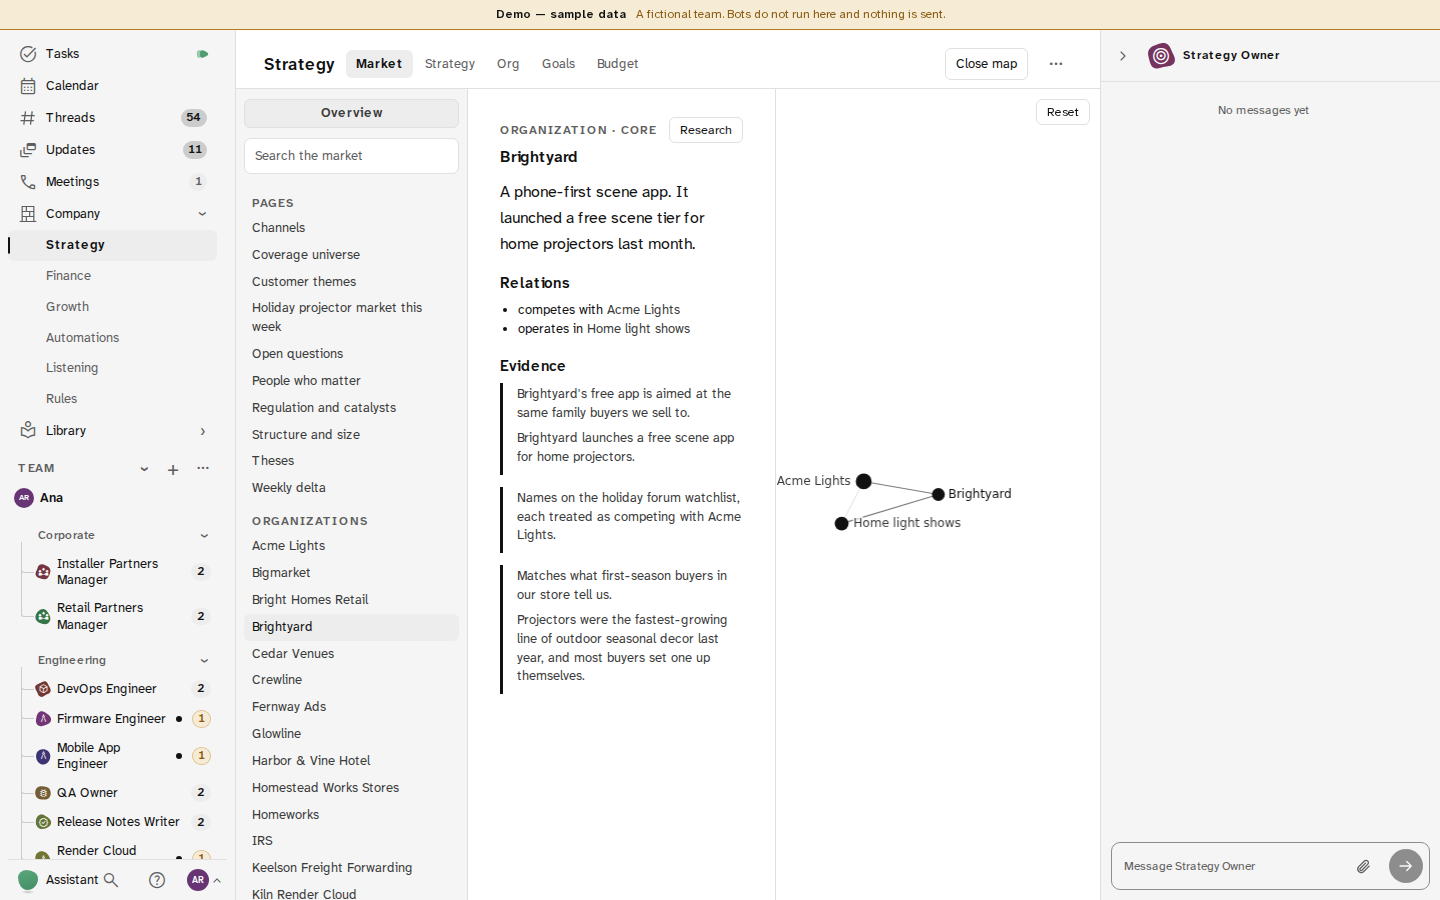 Demo — sample data A fictional team. Bots do not run here and nothing is sent.
Tasks
Calendar
Threads 54
Updates 11
Meetings 1
Company
Strategy
Finance
Growth
Automations
Listening
Rules
Library
TEAM
AR Ana
Corporate
Installer Partners
Manager
2
Retail Partners
Manager
2
Engineering
DevOps Engineer 2
Firmware Engineer 1
Mobile App
Engineer
1
QA Owner 2
Release Notes Writer 2
Render Cloud
1
Assistant
AR
Strategy Market Strategy Org Goals Budget
Close map
Overview
Search the market
PAGES
Channels
Coverage universe
Customer themes
Holiday projector market this
week
Open questions
People who matter
Regulation and catalysts
Structure and size
Theses
Weekly delta
ORGANIZATIONS
Acme Lights
Bigmarket
Bright Homes Retail
Brightyard
Cedar Venues
Crewline
Fernway Ads
Glowline
Harbor & Vine Hotel
Homestead Works Stores
Homeworks
IRS
Keelson Freight Forwarding
Kiln Render Cloud
ORGANIZATION · CORE
Research
Brightyard
A phone-first scene app. It
launched a free scene tier for
home projectors last month.
Relations
• competes with Acme Lights
• operates in Home light shows
Evidence
Brightyard's free app is aimed at the
same family buyers we sell to.
Brightyard launches a free scene app
for home projectors.
Names on the holiday forum watchlist,
each treated as competing with Acme
Lights.
Matches what first-season buyers in
our store tell us.
Projectors were the fastest-growing
line of outdoor seasonal decor last
year, and most buyers set one up
themselves.
Reset
Acme Lights
Brightyard
Home light shows
Strategy Owner
No messages yet
Message Strategy Owner